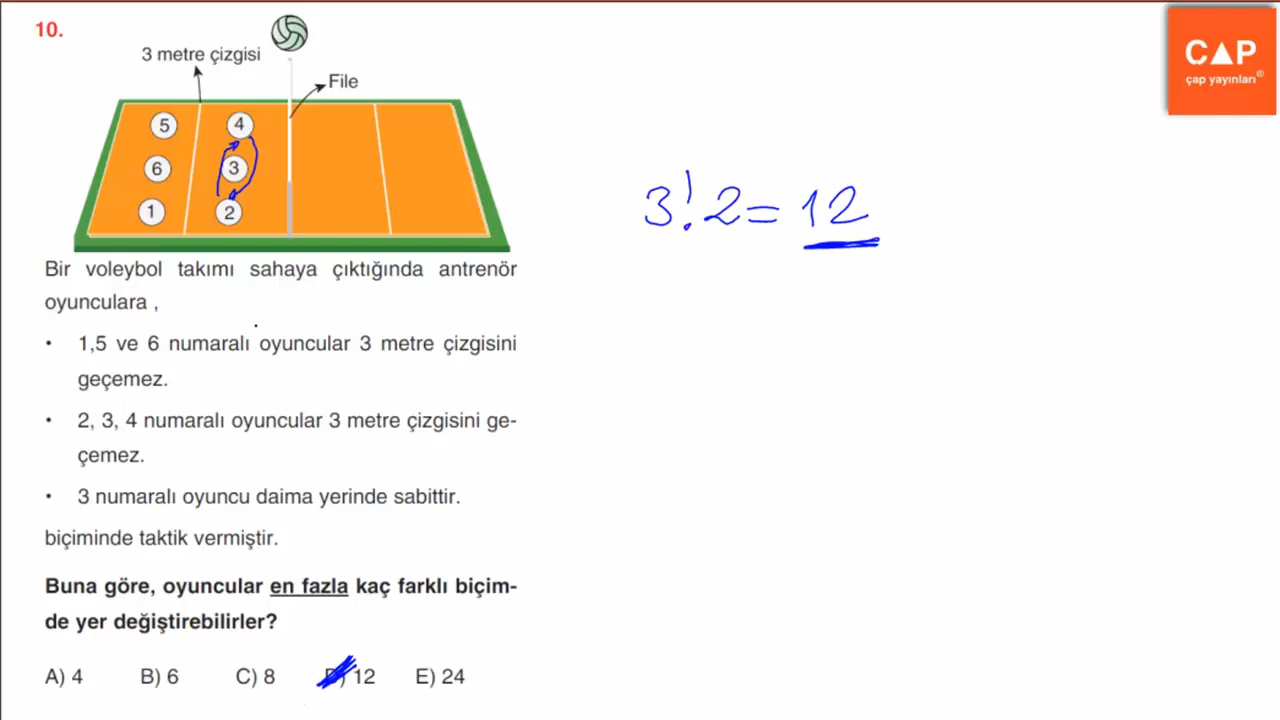 10.
3 metre çizgisi
File
5
4
6
3
1
2
CAP
çap yayınları®
3! 2 = 12
Bir voleybol takımı sahaya çıktığında antrenör
oyunculara ,
• 1,5 ve 6 numaralı oyuncular 3 metre çizgisini
geçemez.
• 2, 3, 4 numaralı oyuncular 3 metre çizgisini ge-
çemez.
• 3 numaralı oyuncu daima yerinde sabittir.
biçiminde taktik vermiştir.
Buna göre, oyuncular en fazla kaç farklı biçim-
de yer değiştirebilirler?
A) 4 B) 6 C) 8 D) 12 E) 24